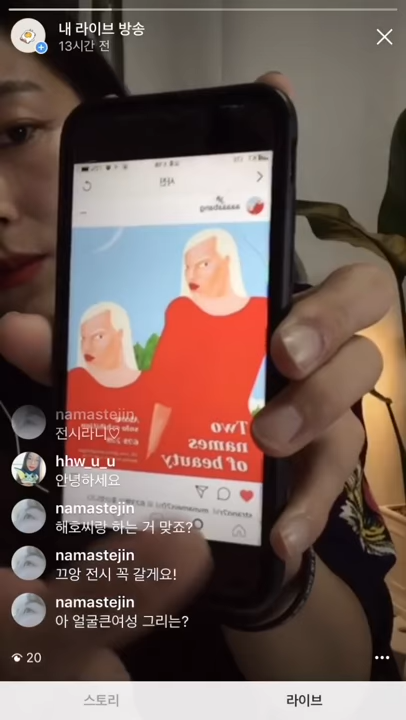 내 라이브 방송
13시간 전
사진
Two
names
of beauty
namastejin
전시라니♡
hhw_u_u
안녕하세요
namastejin
해호씨랑 하는 거 맞죠?
namastejin
끄앙 전시 꼭 갈게요!
namastejin
아 얼굴큰여성 그리는?
20
스토리
라이브